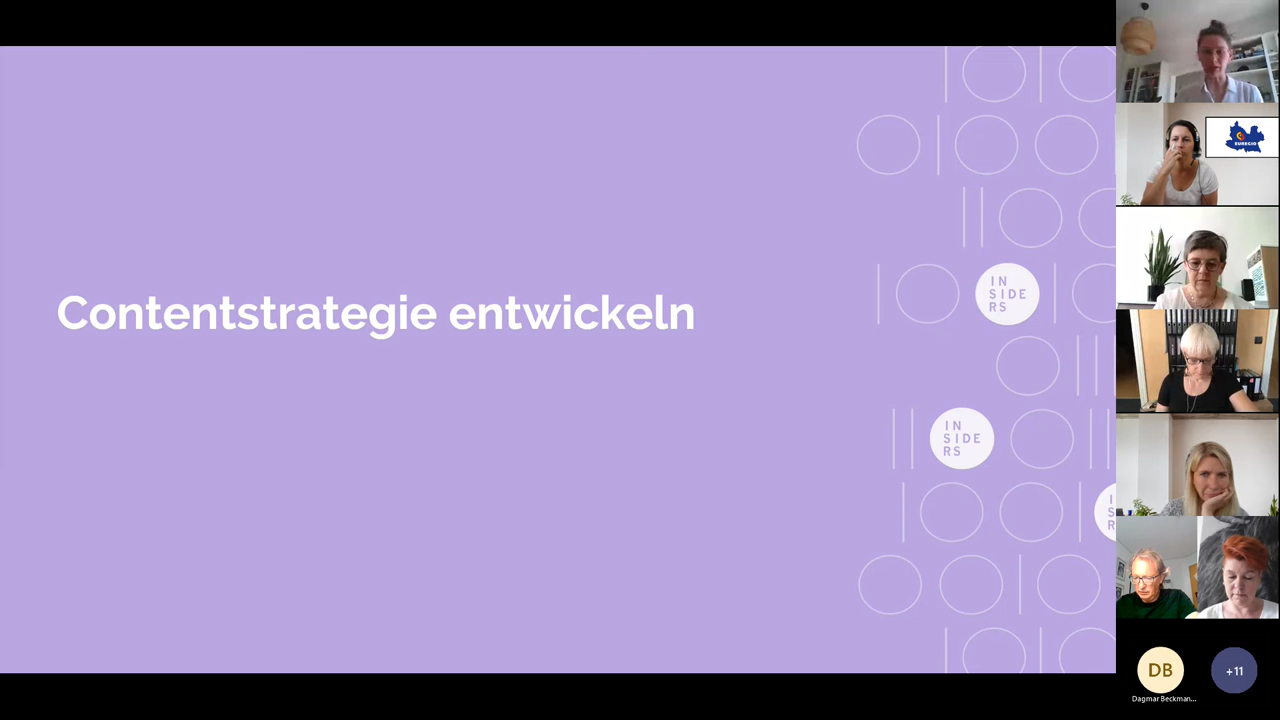 Contentstrategie entwickeln
IN
SIDE
RS
IN
SIDE
RS
I
S
R
EUREGIO
DB
+11
Dagmar Beckman...